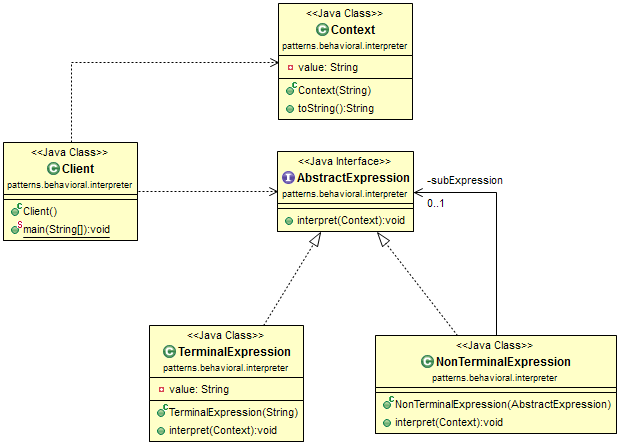 <<Java Class>>
Context
patterns.behavioral.interpreter
value: String
Context(String)
toString():String
<<Java Class>>
Client
patterns.behavioral.interpreter
Client()
main(String[]):void
<<Java Interface>>
AbstractExpression
patterns.behavioral.interpreter
interpret(Context):void
-subExpression
0..1
<<Java Class>>
TerminalExpression
patterns.behavioral.interpreter
value: String
TerminalExpression(String)
interpret(Context):void
<<Java Class>>
NonTerminalExpression
patterns.behavioral.interpreter
NonTerminalExpression(AbstractExpression)
interpret(Context):void